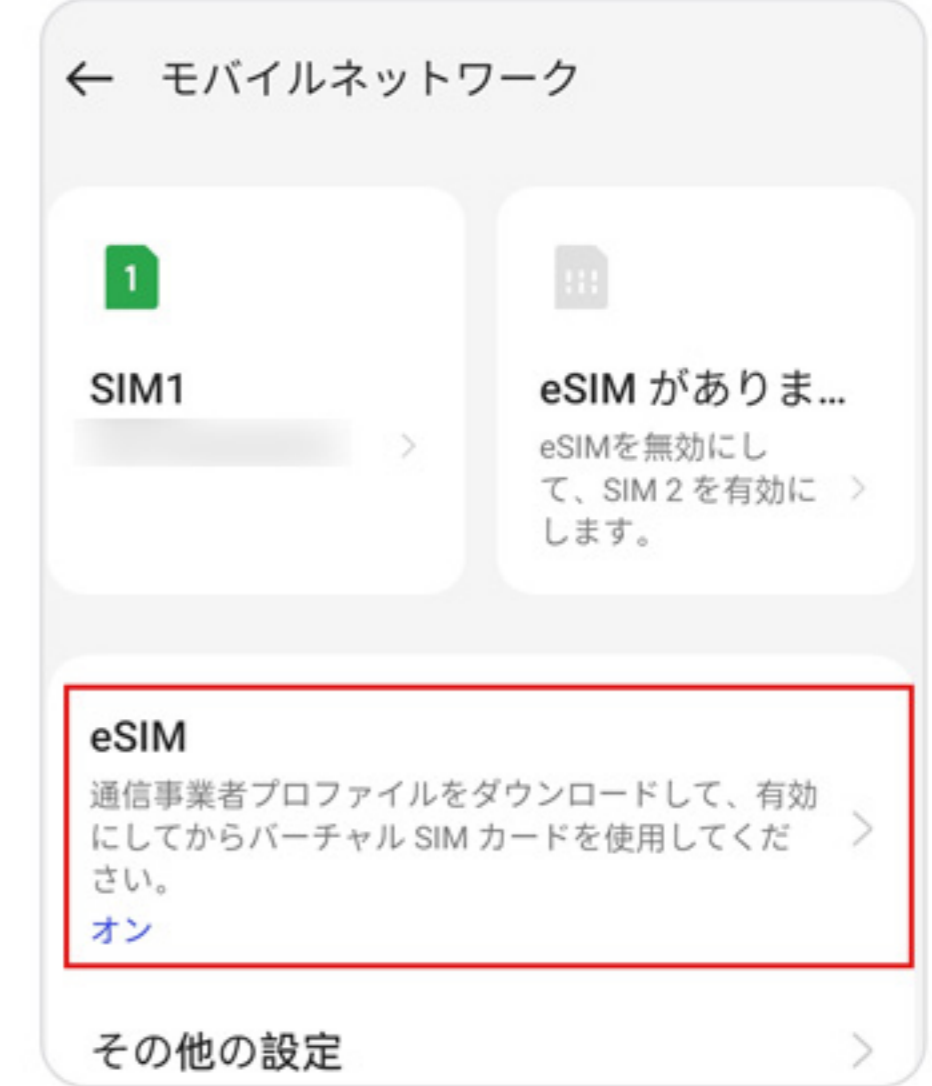 モバイルネットワーク
1
SIM1
eSIM がありま...
eSIMを無効にし
て、SIM 2 を有効に
します。
eSIM
通信事業者プロファイルをダウンロードして、有効
にしてからバーチャル SIM カードを使用してくだ
さい。
オン
その他の設定